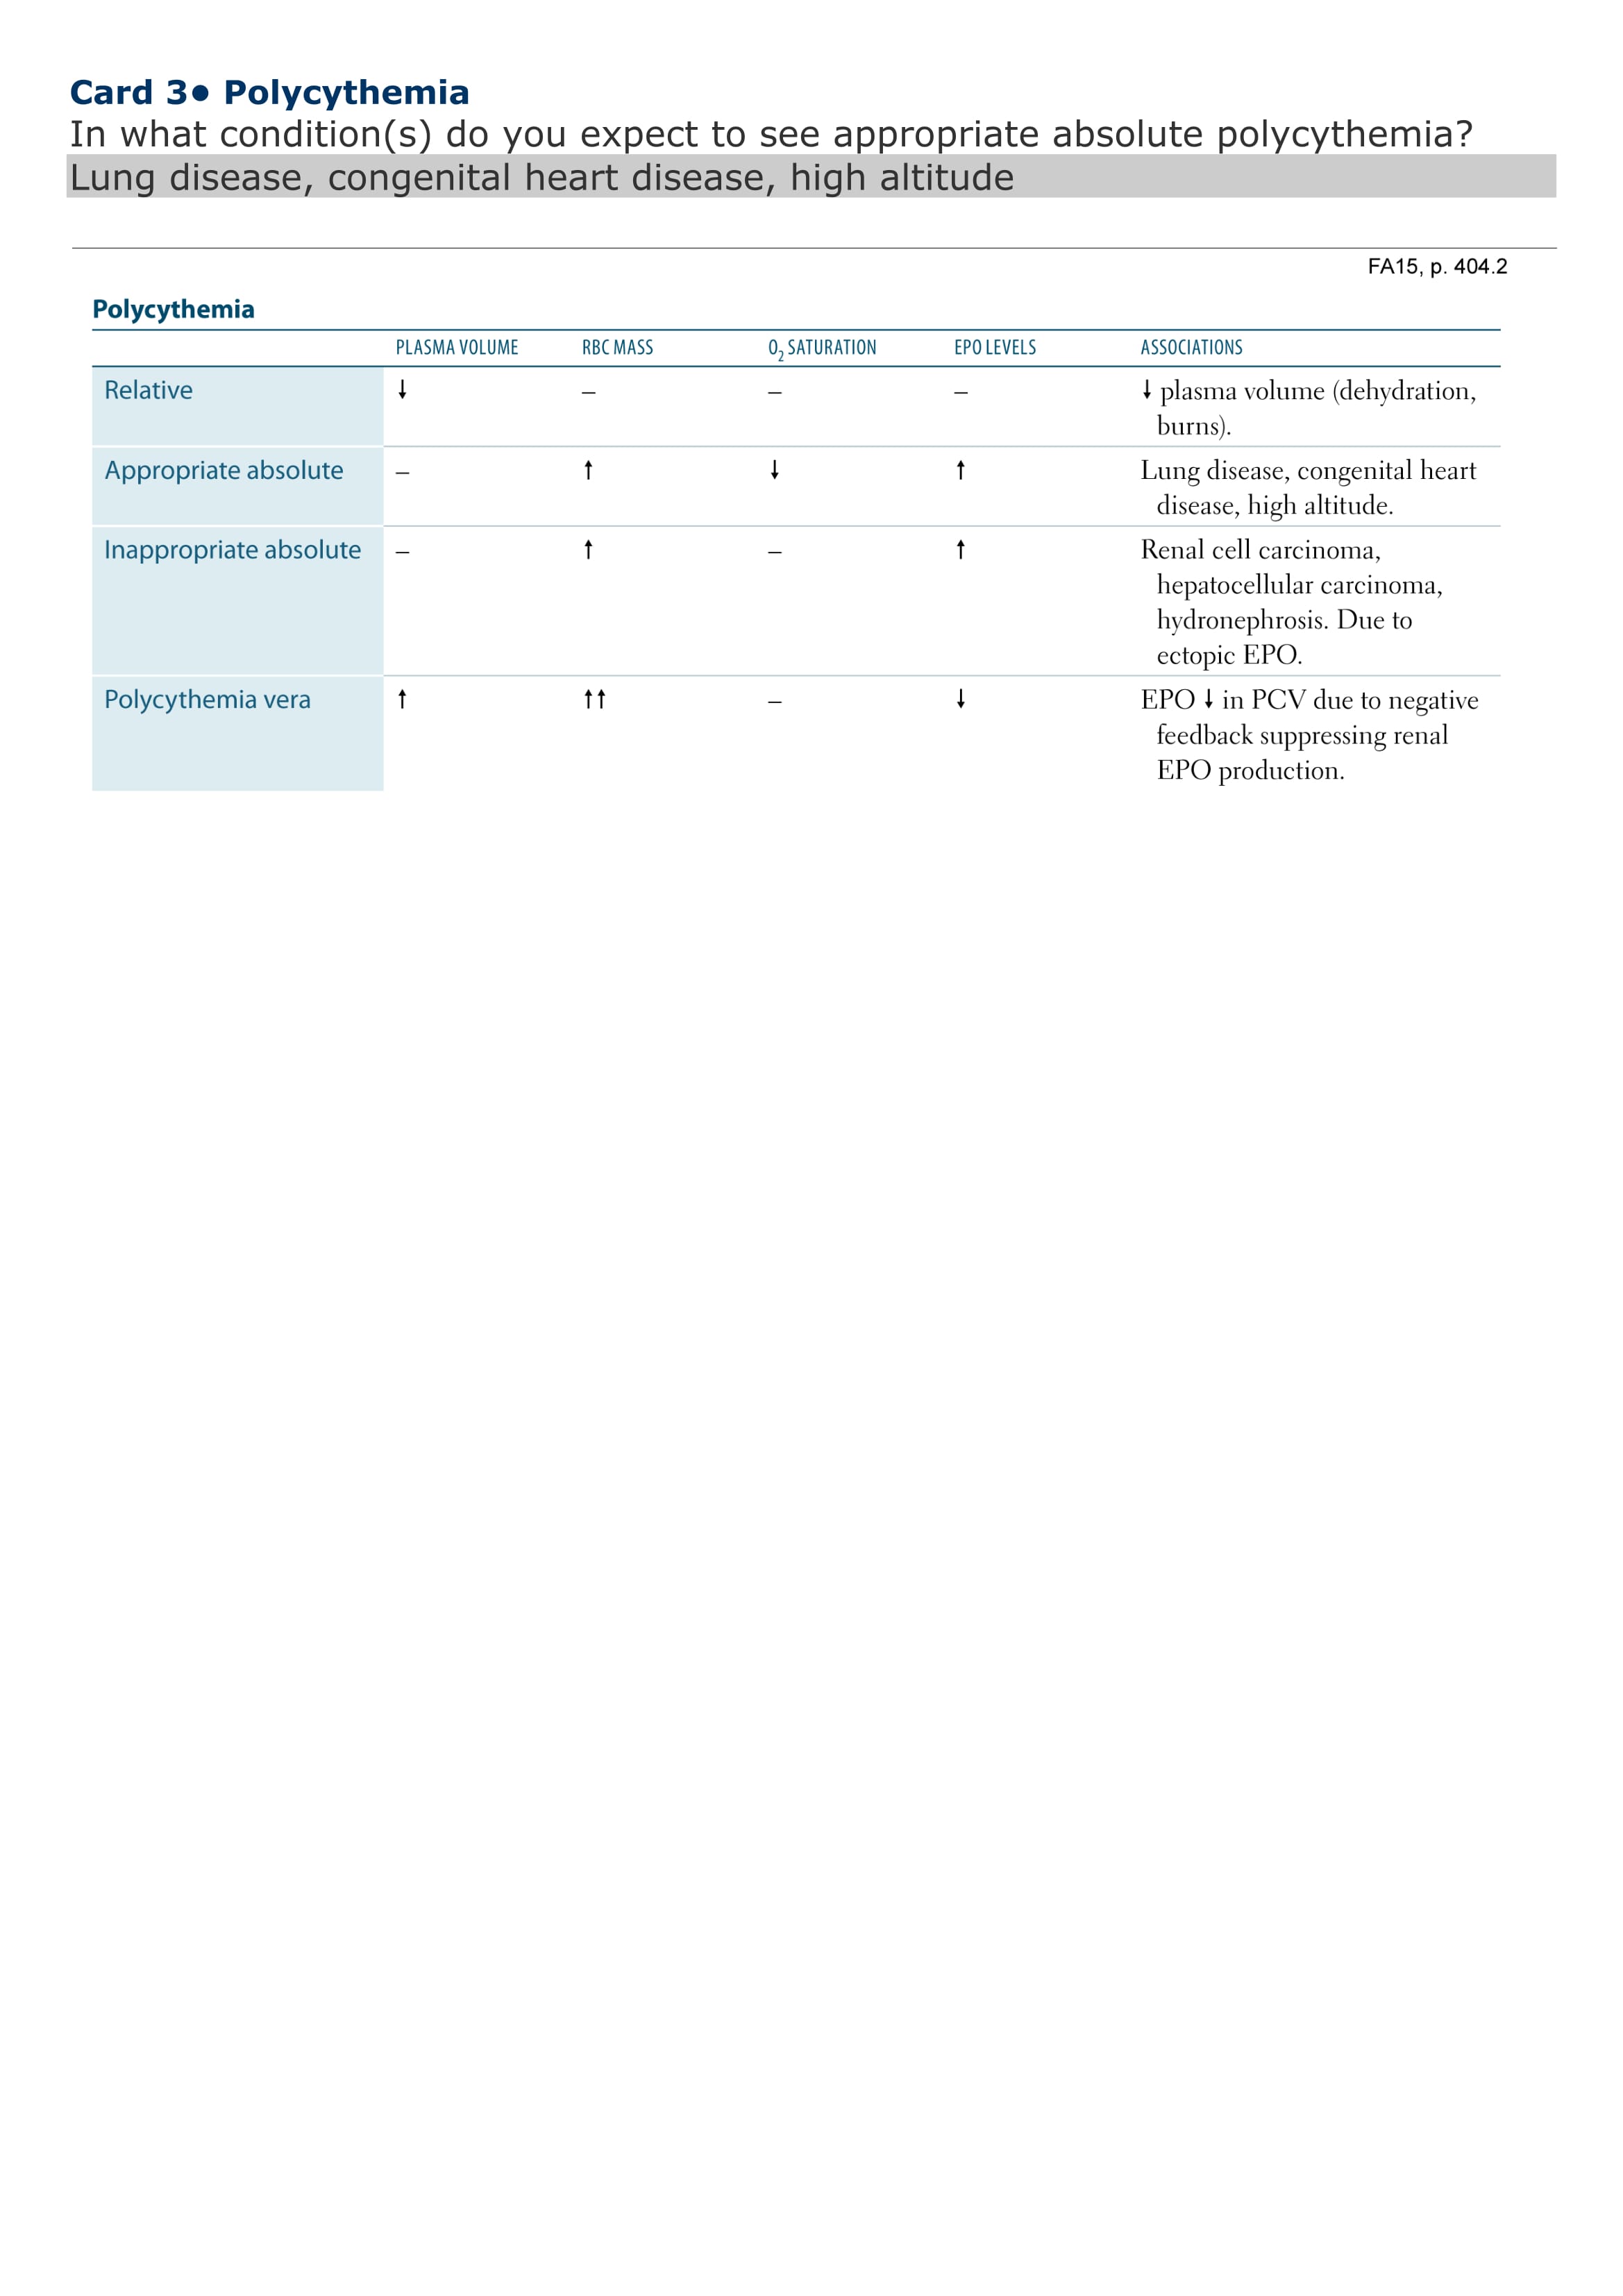 Card 3• Polycythemia
In what condition(s) do you expect to see appropriate absolute polycythemia?
Lung disease, congenital heart disease, high altitude
FA15, p. 404.2
Polycythemia
PLASMA VOLUME RBC MASS O₂ SATURATION EPO LEVELS ASSOCIATIONS
Relative ↓ – – – ↓ plasma volume (dehydration,
burns).
Appropriate absolute – ↑ ↓ ↑ Lung disease, congenital heart
disease, high altitude.
Inappropriate absolute – ↑ – ↑ Renal cell carcinoma,
hepatocellular carcinoma,
hydronephrosis. Due to
ectopic EPO.
Polycythemia vera ↑ ↑↑ – ↓ EPO ↓ in PCV due to negative
feedback suppressing renal
EPO production.